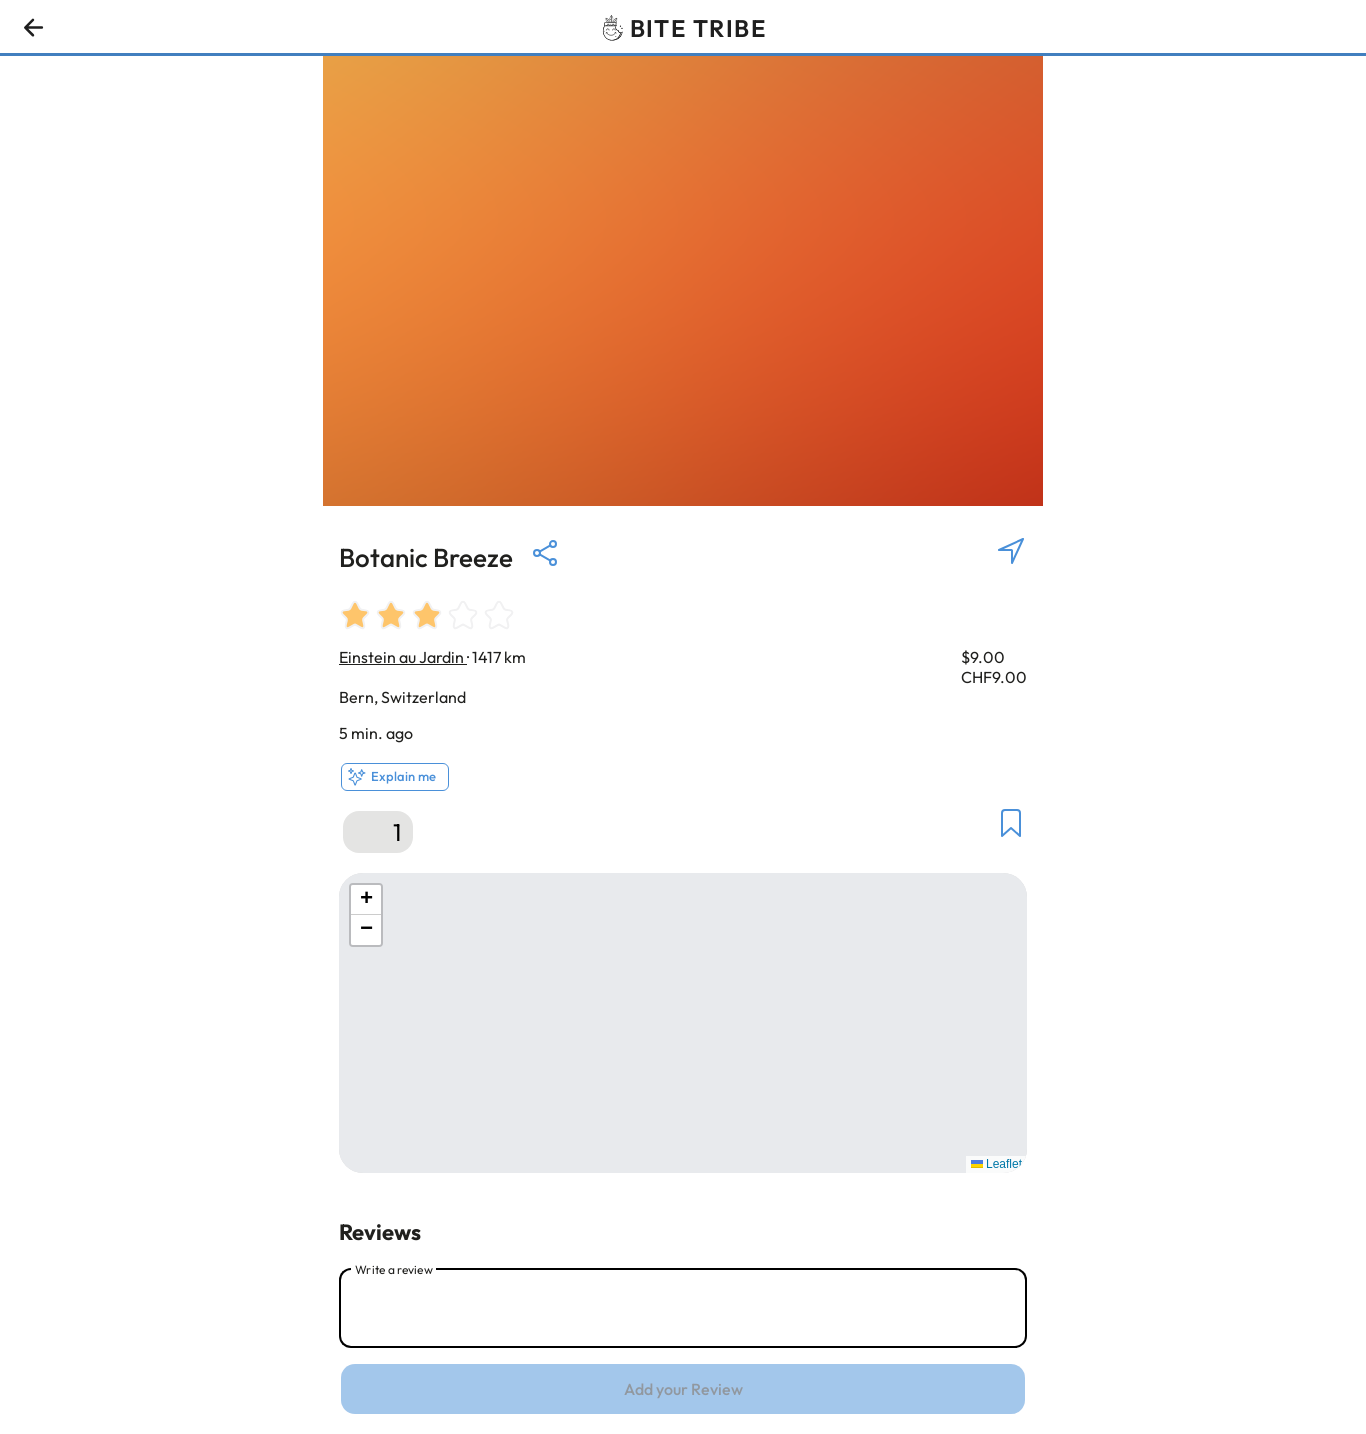 BITE TRIBE
Botanic Breeze
Einstein au Jardin · 1417 km
$9.00
CHF9.00
Bern, Switzerland
5 min. ago
Explain me
1
+
−
Leaflet
Reviews
Write a review
Add your Review